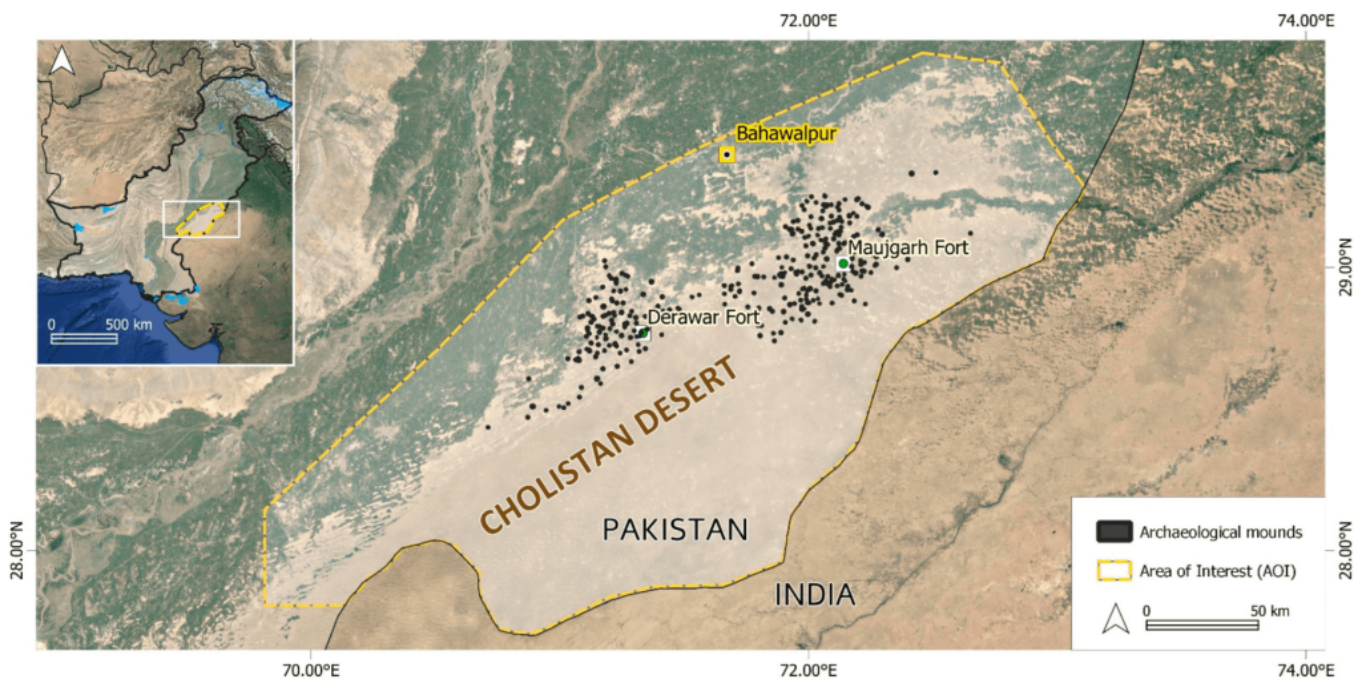 72.00°E
74.00°E
Bahawalpur
Maujgarh Fort
29.00°N
0 500 km
Derawar Fort
CHOLISTAN DESERT
PAKISTAN
INDIA
28.00°N
28.00°N
Archaeological mounds
Area of Interest (AOI)
0 50 km
70.00°E
72.00°E
74.00°E